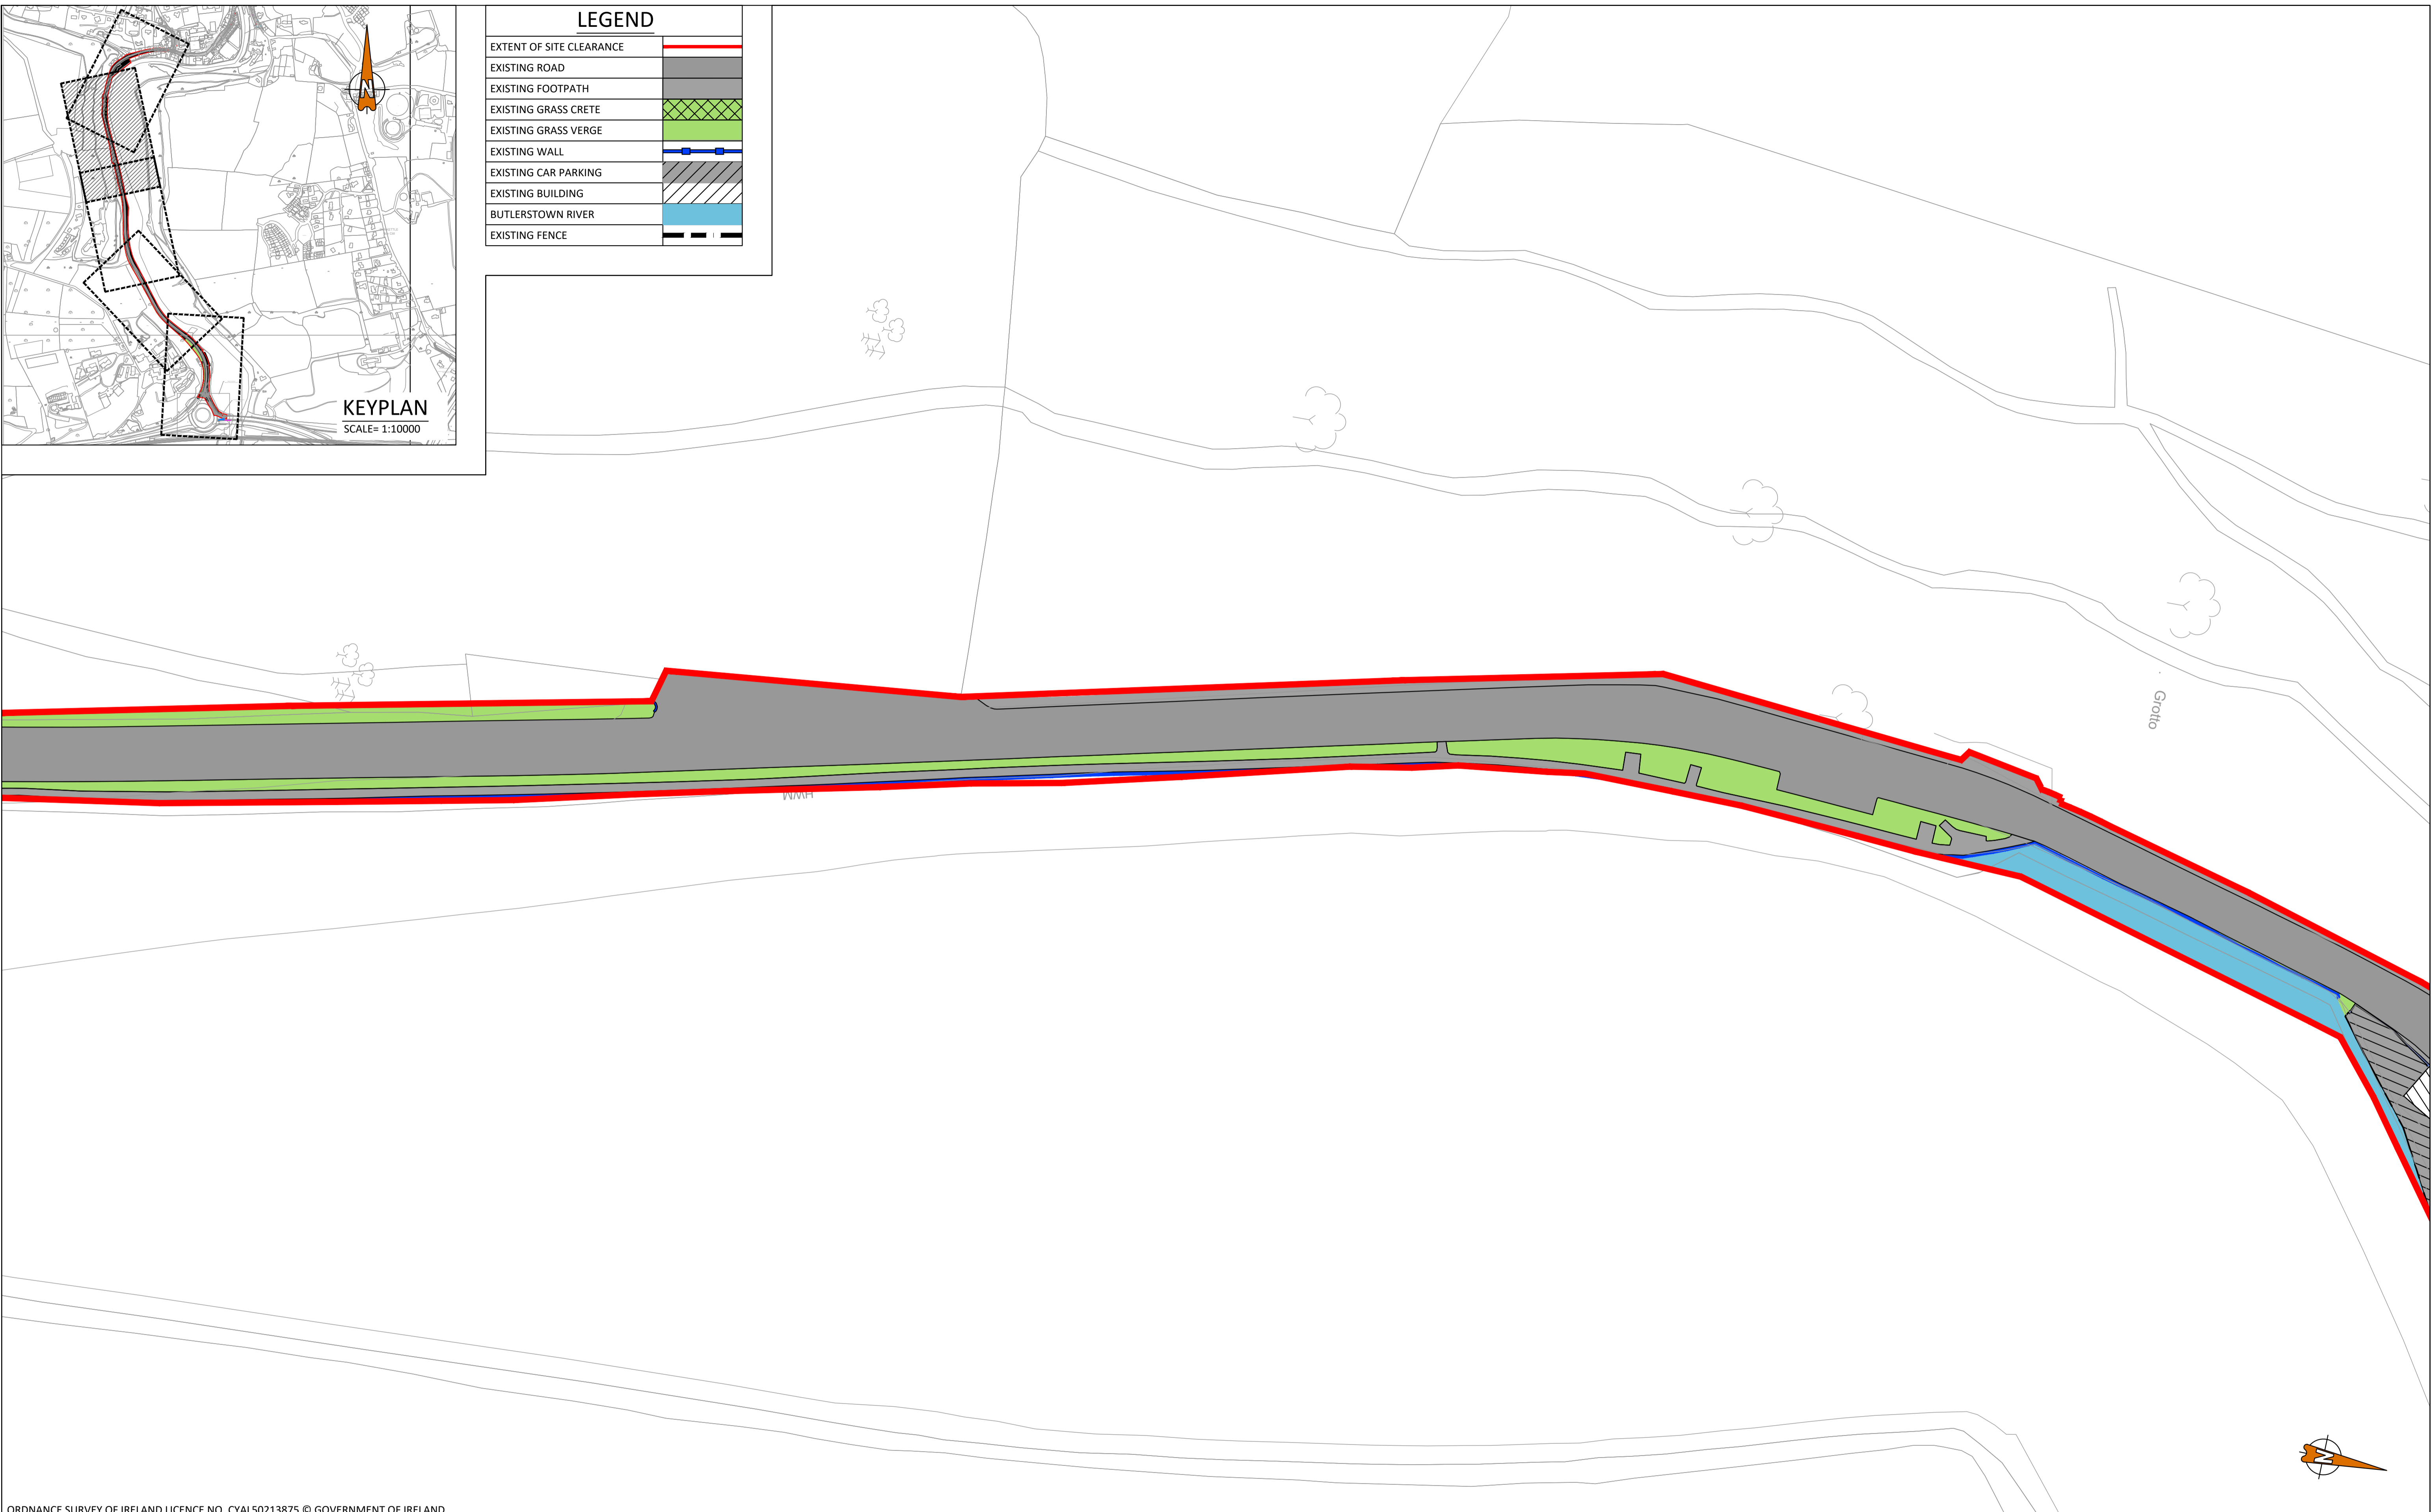 LEGEND
EXTENT OF SITE CLEARANCE
EXISTING ROAD
EXISTING FOOTPATH
EXISTING GRASS CRETE
EXISTING GRASS VERGE
EXISTING WALL
EXISTING CAR PARKING
EXISTING BUILDING
BUTLERSTOWN RIVER
EXISTING FENCE
N
KEYPLAN
SCALE= 1:10000
Grotto
HWM
N
ORDNANCE SURVEY OF IRELAND LICENCE NO. CYAL50213875 © GOVERNMENT OF IRELAND